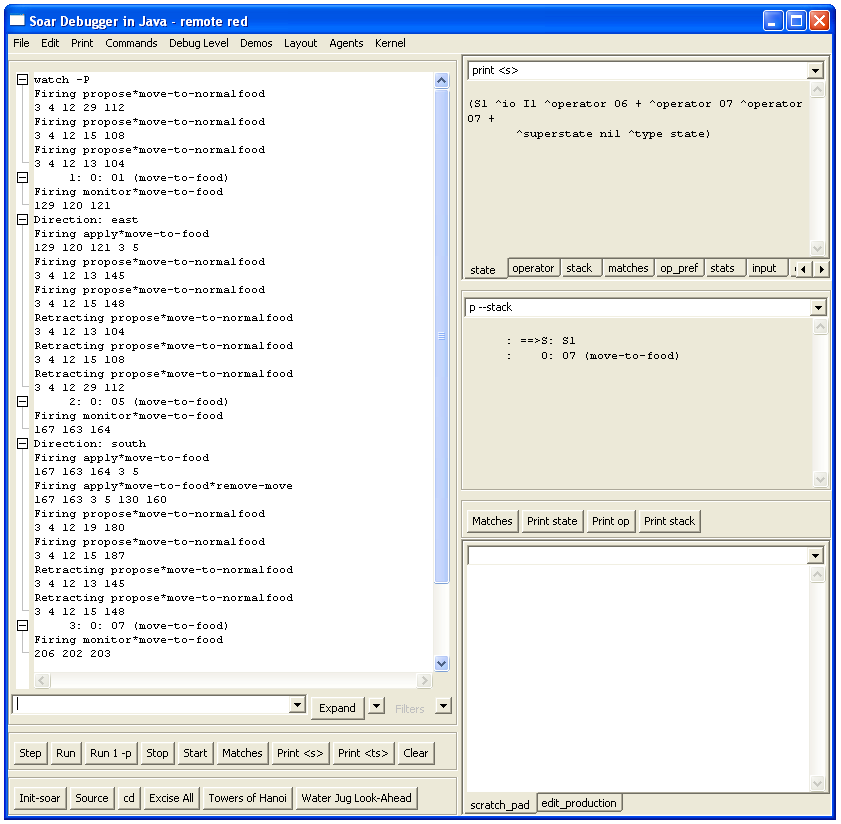 Soar Debugger in Java - remote red
File Edit Print Commands Debug Level Demos Layout Agents Kernel
watch -P
Firing propose*move-to-normalfood
3 4 12 29 112
Firing propose*move-to-normalfood
3 4 12 15 108
Firing propose*move-to-normalfood
3 4 12 13 104
1: O: O1 (move-to-food)
Firing monitor*move-to-food
129 120 121
Direction: east
Firing apply*move-to-food
129 120 121 3 5
Firing propose*move-to-normalfood
3 4 12 13 145
Firing propose*move-to-normalfood
3 4 12 15 148
Retracting propose*move-to-normalfood
3 4 12 13 104
Retracting propose*move-to-normalfood
3 4 12 15 108
Retracting propose*move-to-normalfood
3 4 12 29 112
2: O: O5 (move-to-food)
Firing monitor*move-to-food
167 163 164
Direction: south
Firing apply*move-to-food
167 163 164 3 5
Firing apply*move-to-food*remove-move
167 163 3 5 130 160
Firing propose*move-to-normalfood
3 4 12 19 180
Firing propose*move-to-normalfood
3 4 12 15 187
Retracting propose*move-to-normalfood
3 4 12 13 145
Retracting propose*move-to-normalfood
3 4 12 15 148
3: O: O7 (move-to-food)
Firing monitor*move-to-food
206 202 203
Expand
Filters
Step Run Run 1 -p Stop Start Matches Print <s> Print <ts> Clear
Init-soar Source cd Excise All Towers of Hanoi Water Jug Look-Ahead
print <s>
(S1 ^io I1 ^operator O6 + ^operator O7 ^operator
O7 +
^superstate nil ^type state)
state operator stack matches op_pref stats input
p --stack
: ==>S: S1
: O: O7 (move-to-food)
Matches Print state Print op Print stack
scratch_pad edit_production